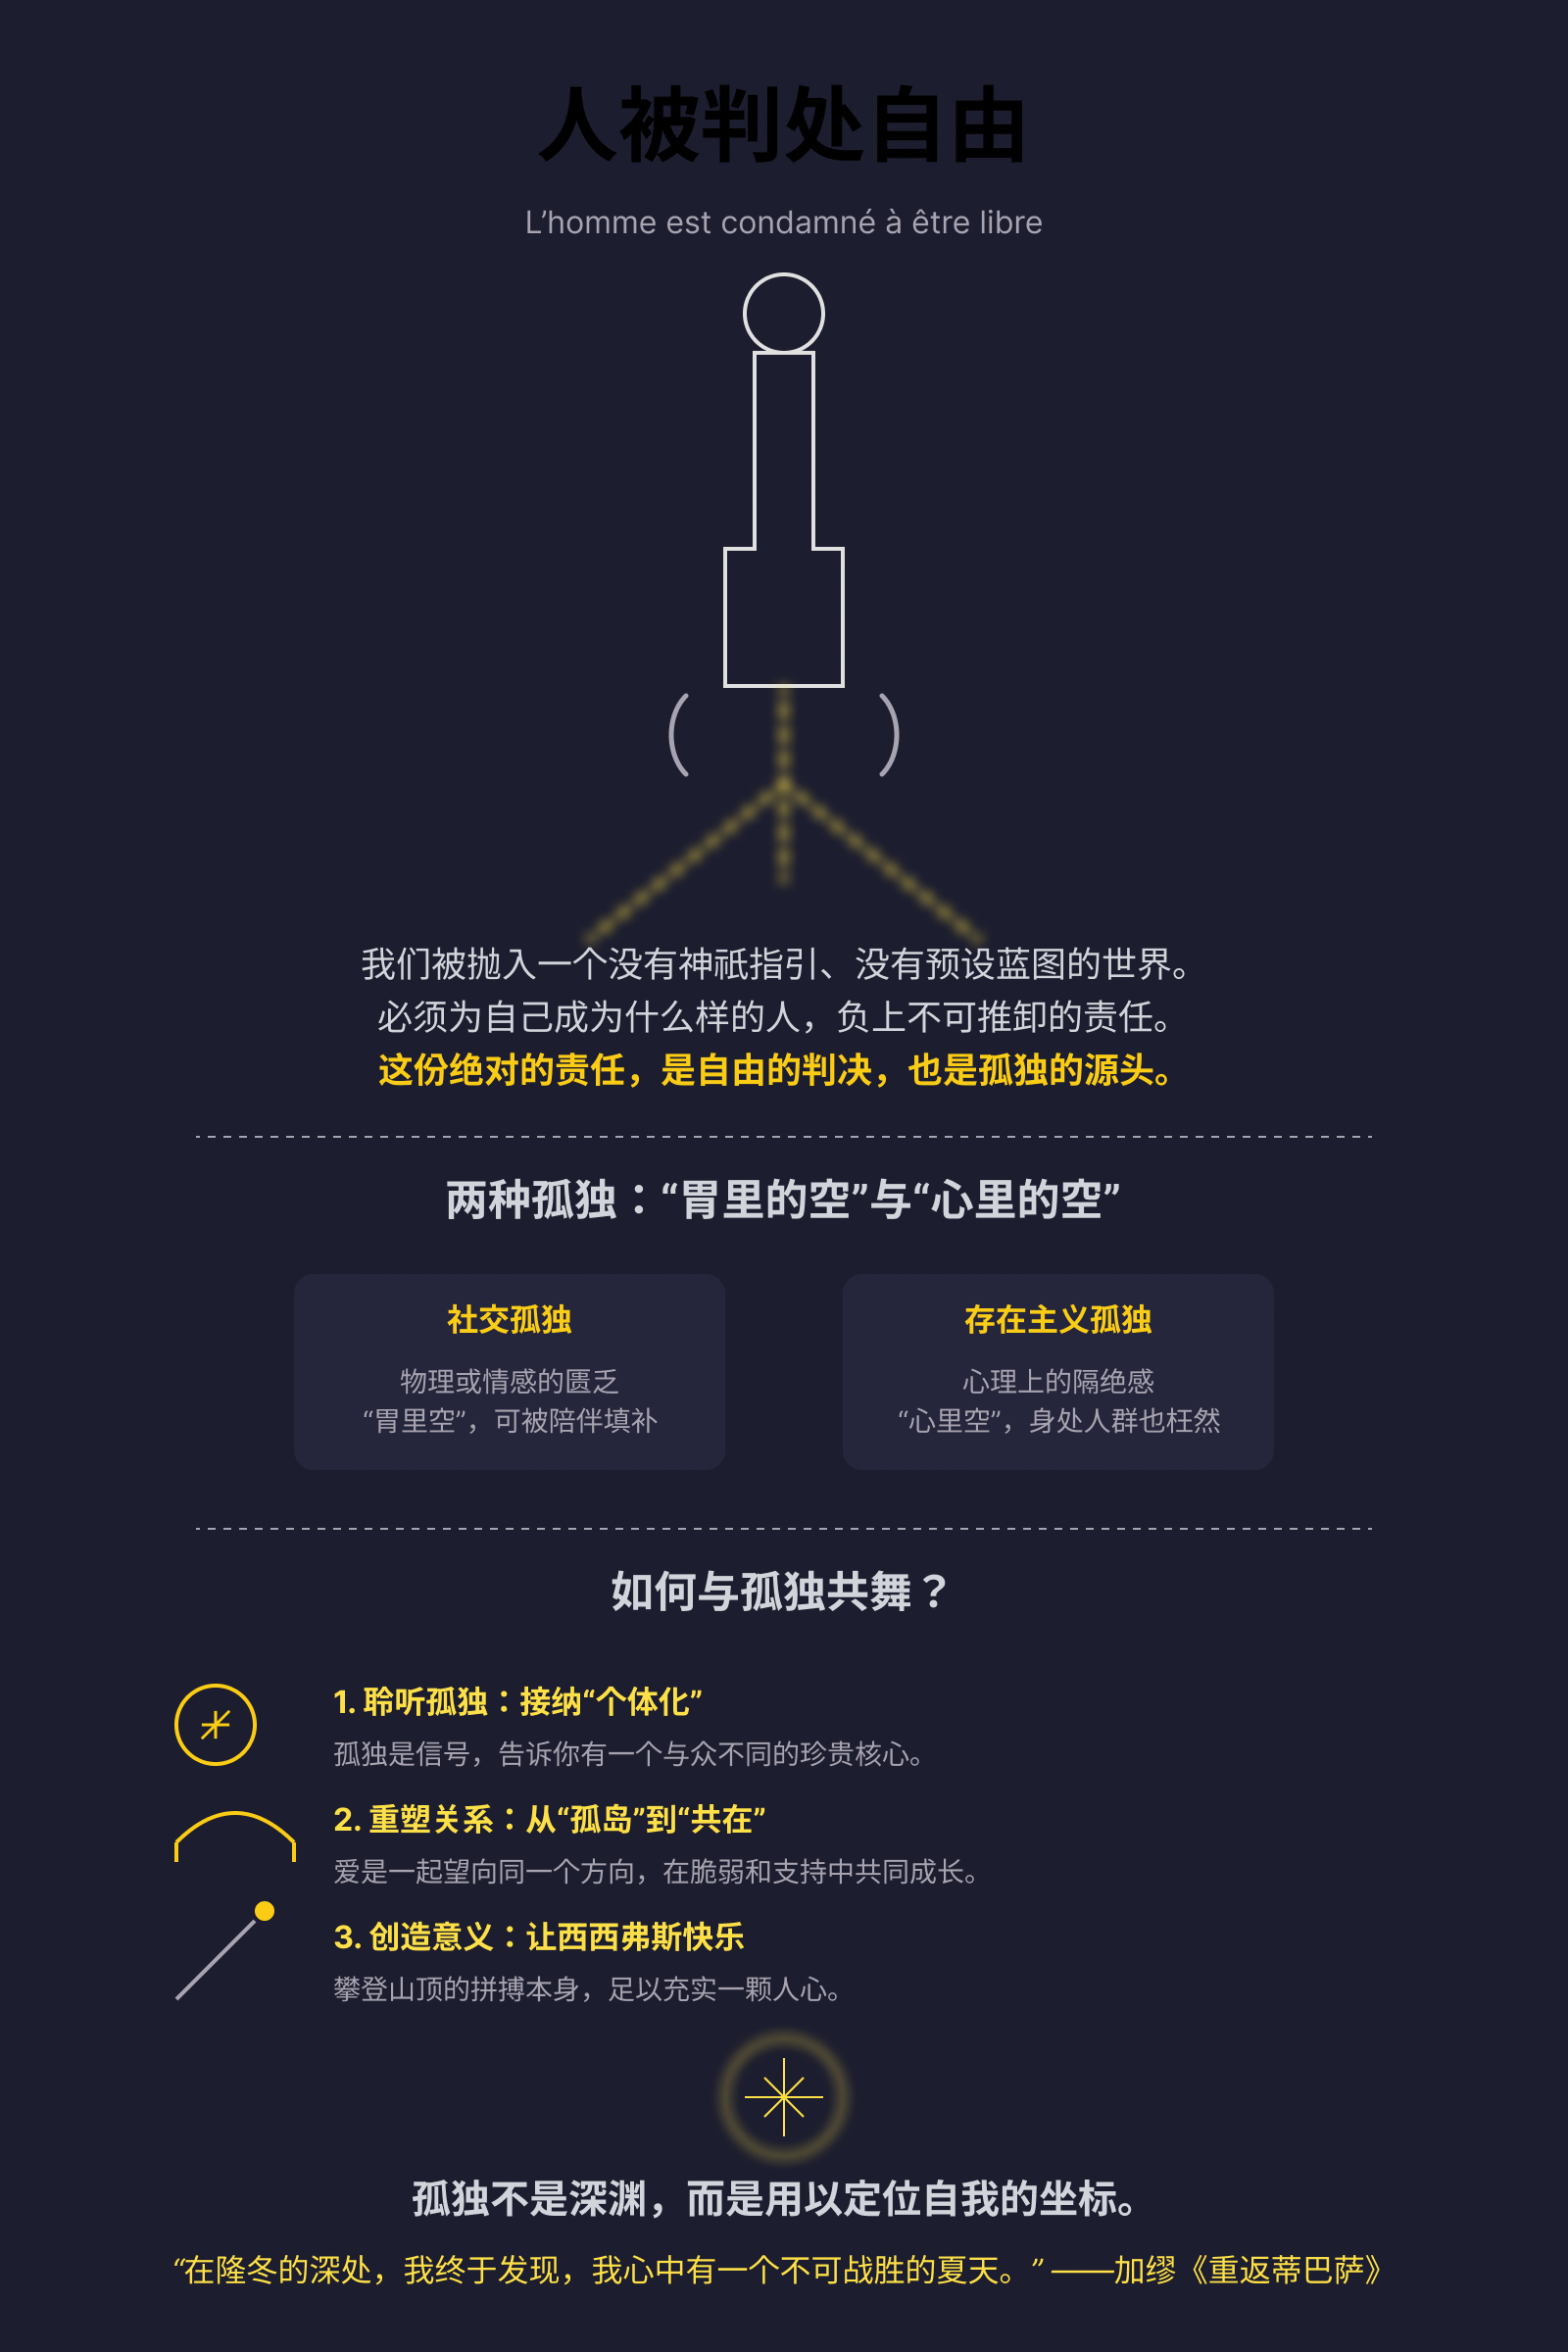 人被判处自由
L’homme est condamné à être libre
我们被抛入一个没有神祇指引、没有预设蓝图的世界。
必须为自己成为什么样的人，负上不可推卸的责任。
这份绝对的责任，是自由的判决，也是孤独的源头。
两种孤独：“胃里的空”与“心里的空”
社交孤独
物理或情感的匮乏
“胃里空”，可被陪伴填补
存在主义孤独
心理上的隔绝感
“心里空”，身处人群也枉然
如何与孤独共舞？
1. 聆听孤独：接纳“个体化”
孤独是信号，告诉你有一个与众不同的珍贵核心。
2. 重塑关系：从“孤岛”到“共在”
爱是一起望向同一个方向，在脆弱和支持中共同成长。
3. 创造意义：让西西弗斯快乐
攀登山顶的拼搏本身，足以充实一颗人心。
孤独不是深渊，而是用以定位自我的坐标。
“在隆冬的深处，我终于发现，我心中有一个不可战胜的夏天。” ——加缪《重返蒂巴萨》